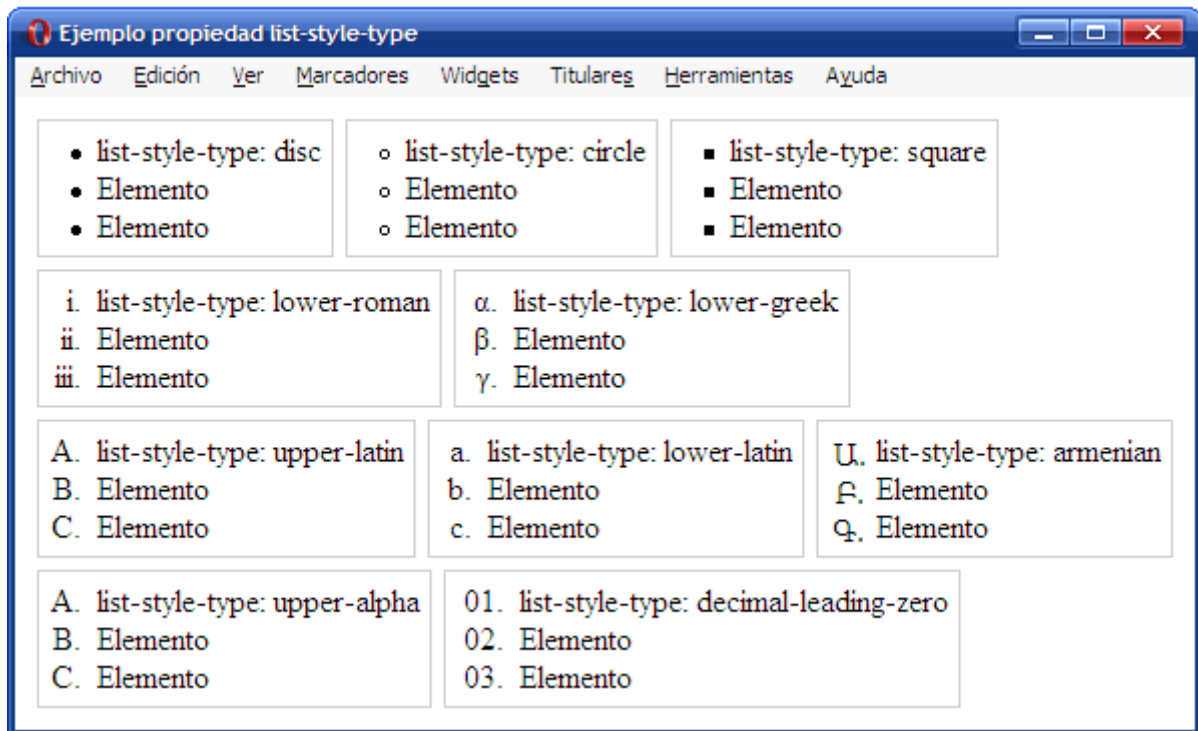 Ejemplo propiedad list-style-type
Archivo Edición Ver Marcadores Widgets Titulares Herramientas Ayuda
• list-style-type: disc
• Elemento
• Elemento
◦ list-style-type: circle
◦ Elemento
◦ Elemento
▪ list-style-type: square
▪ Elemento
▪ Elemento
i. list-style-type: lower-roman
ii. Elemento
iii. Elemento
α. list-style-type: lower-greek
β. Elemento
γ. Elemento
A. list-style-type: upper-latin
B. Elemento
C. Elemento
a. list-style-type: lower-latin
b. Elemento
c. Elemento
Ա. list-style-type: armenian
Բ. Elemento
Գ. Elemento
A. list-style-type: upper-alpha
B. Elemento
C. Elemento
01. list-style-type: decimal-leading-zero
02. Elemento
03. Elemento